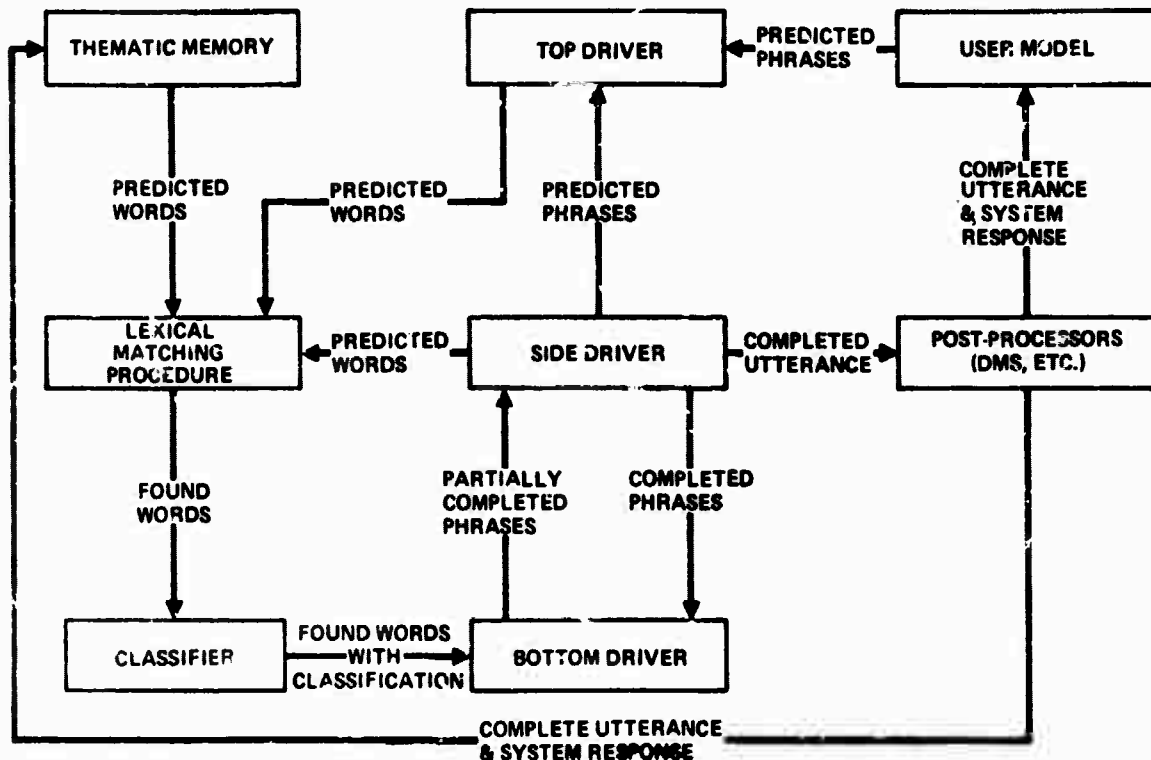 THEMATIC MEMORY
TOP DRIVER
PREDICTED
PHRASES
USER MODEL
PREDICTED
WORDS
PREDICTED
WORDS
PREDICTED
PHRASES
COMPLETE
UTTERANCE
& SYSTEM
RESPONSE
LEXICAL
MATCHING
PROCEDURE
PREDICTED
WORDS
SIDE DRIVER
COMPLETED
UTTERANCE
POST-PROCESSORS
(DMS, ETC.)
FOUND
WORDS
PARTIALLY
COMPLETED
PHRASES
COMPLETED
PHRASES
CLASSIFIER
FOUND WORDS
WITH
CLASSIFICATION
BOTTOM DRIVER
COMPLETE UTTERANCE
& SYSTEM RESPONSE